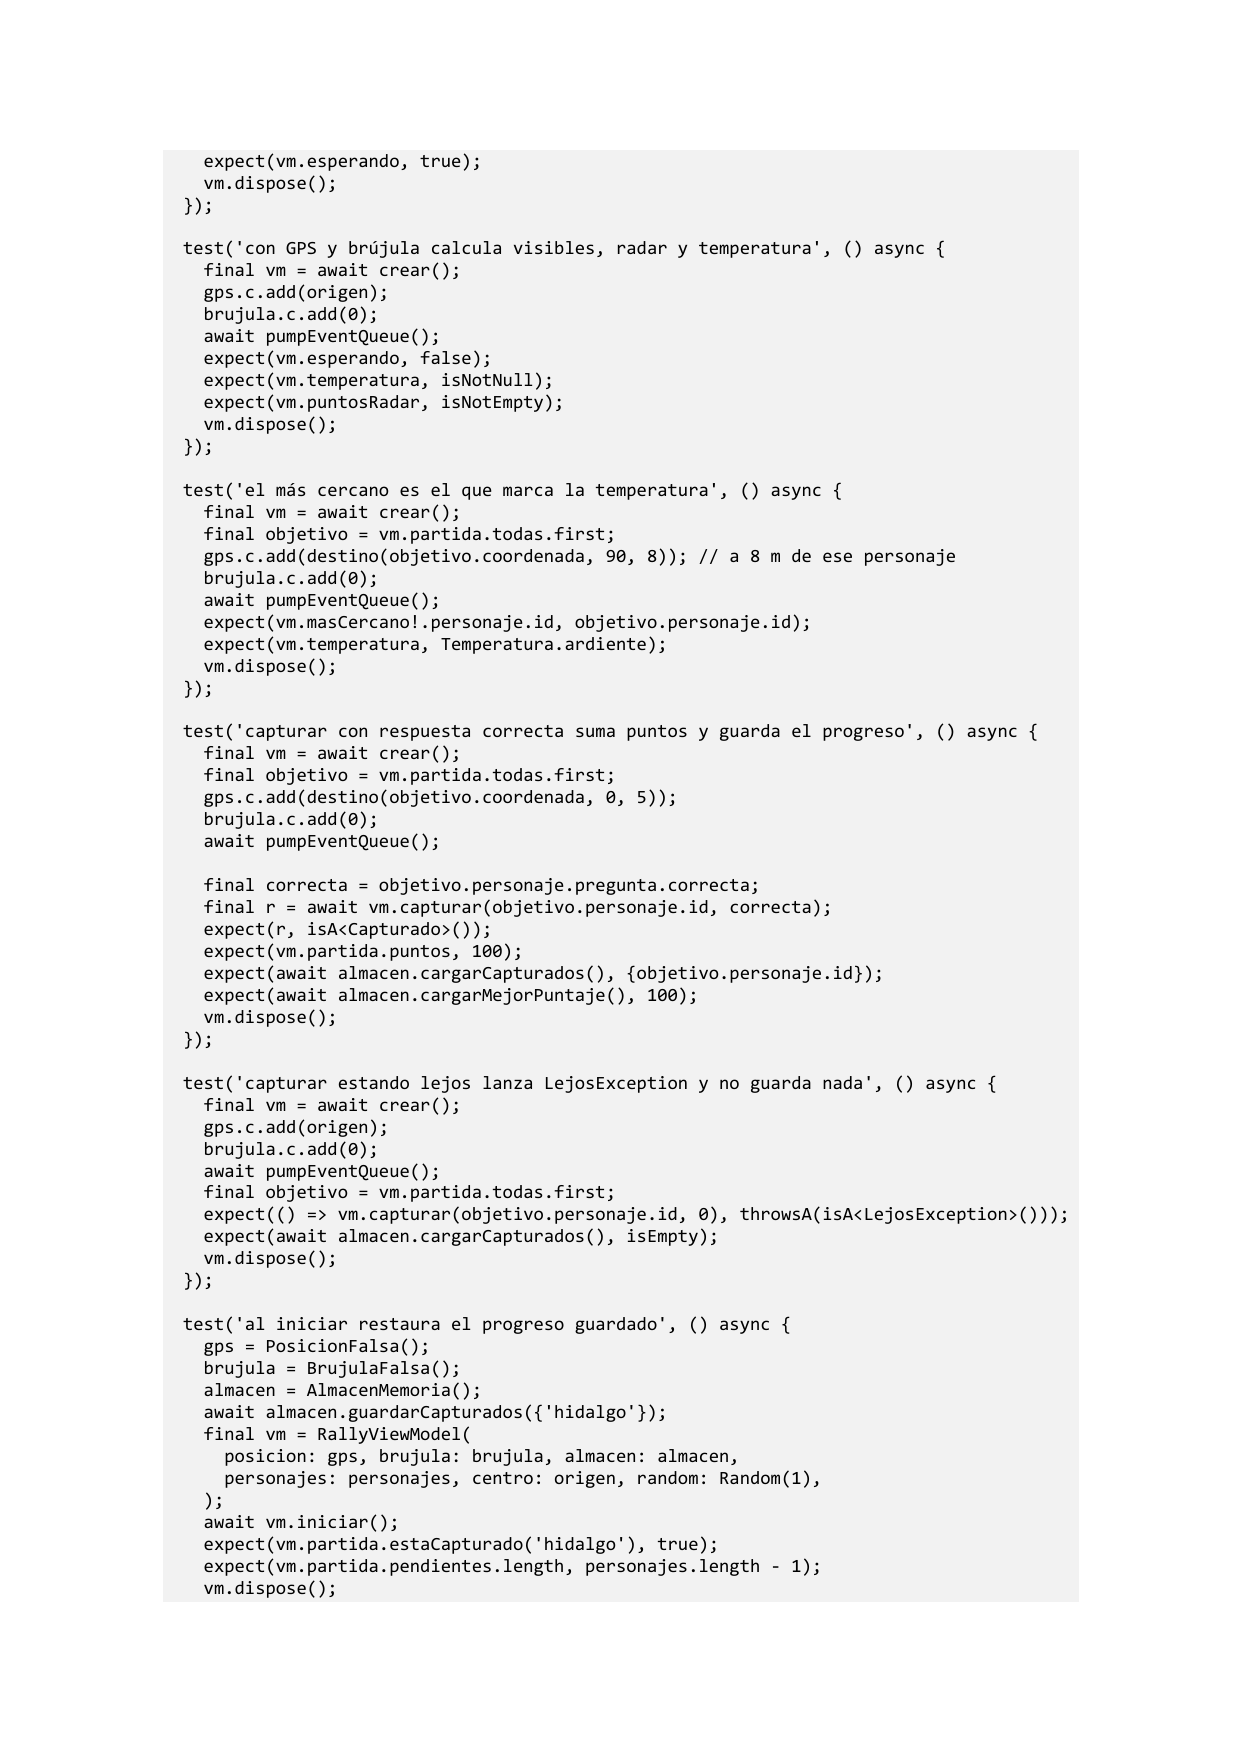 expect(vm.esperando, true);
vm.dispose();
});
test('con GPS y brújula calcula visibles, radar y temperatura', () async {
final vm = await crear();
gps.c.add(origen);
brujula.c.add(0);
await pumpEventQueue();
expect(vm.esperando, false);
expect(vm.temperatura, isNotNull);
expect(vm.puntosRadar, isNotEmpty);
vm.dispose();
});
test('el más cercano es el que marca la temperatura', () async {
final vm = await crear();
final objetivo = vm.partida.todas.first;
gps.c.add(destino(objetivo.coordenada, 90, 8)); // a 8 m de ese personaje
brujula.c.add(0);
await pumpEventQueue();
expect(vm.masCercano!.personaje.id, objetivo.personaje.id);
expect(vm.temperatura, Temperatura.ardiente);
vm.dispose();
});
test('capturar con respuesta correcta suma puntos y guarda el progreso', () async {
final vm = await crear();
final objetivo = vm.partida.todas.first;
gps.c.add(destino(objetivo.coordenada, 0, 5));
brujula.c.add(0);
await pumpEventQueue();
final correcta = objetivo.personaje.pregunta.correcta;
final r = await vm.capturar(objetivo.personaje.id, correcta);
expect(r, isA<Capturado>());
expect(vm.partida.puntos, 100);
expect(await almacen.cargarCapturados(), {objetivo.personaje.id});
expect(await almacen.cargarMejorPuntaje(), 100);
vm.dispose();
});
test('capturar estando lejos lanza LejosException y no guarda nada', () async {
final vm = await crear();
gps.c.add(origen);
brujula.c.add(0);
await pumpEventQueue();
final objetivo = vm.partida.todas.first;
expect(() => vm.capturar(objetivo.personaje.id, 0), throwsA(isA<LejosException>()));
expect(await almacen.cargarCapturados(), isEmpty);
vm.dispose();
});
test('al iniciar restaura el progreso guardado', () async {
gps = PosicionFalsa();
brujula = BrujulaFalsa();
almacen = AlmacenMemoria();
await almacen.guardarCapturados({'hidalgo'});
final vm = RallyViewModel(
posicion: gps, brujula: brujula, almacen: almacen,
personajes: personajes, centro: origen, random: Random(1),
);
await vm.iniciar();
expect(vm.partida.estaCapturado('hidalgo'), true);
expect(vm.partida.pendientes.length, personajes.length - 1);
vm.dispose();